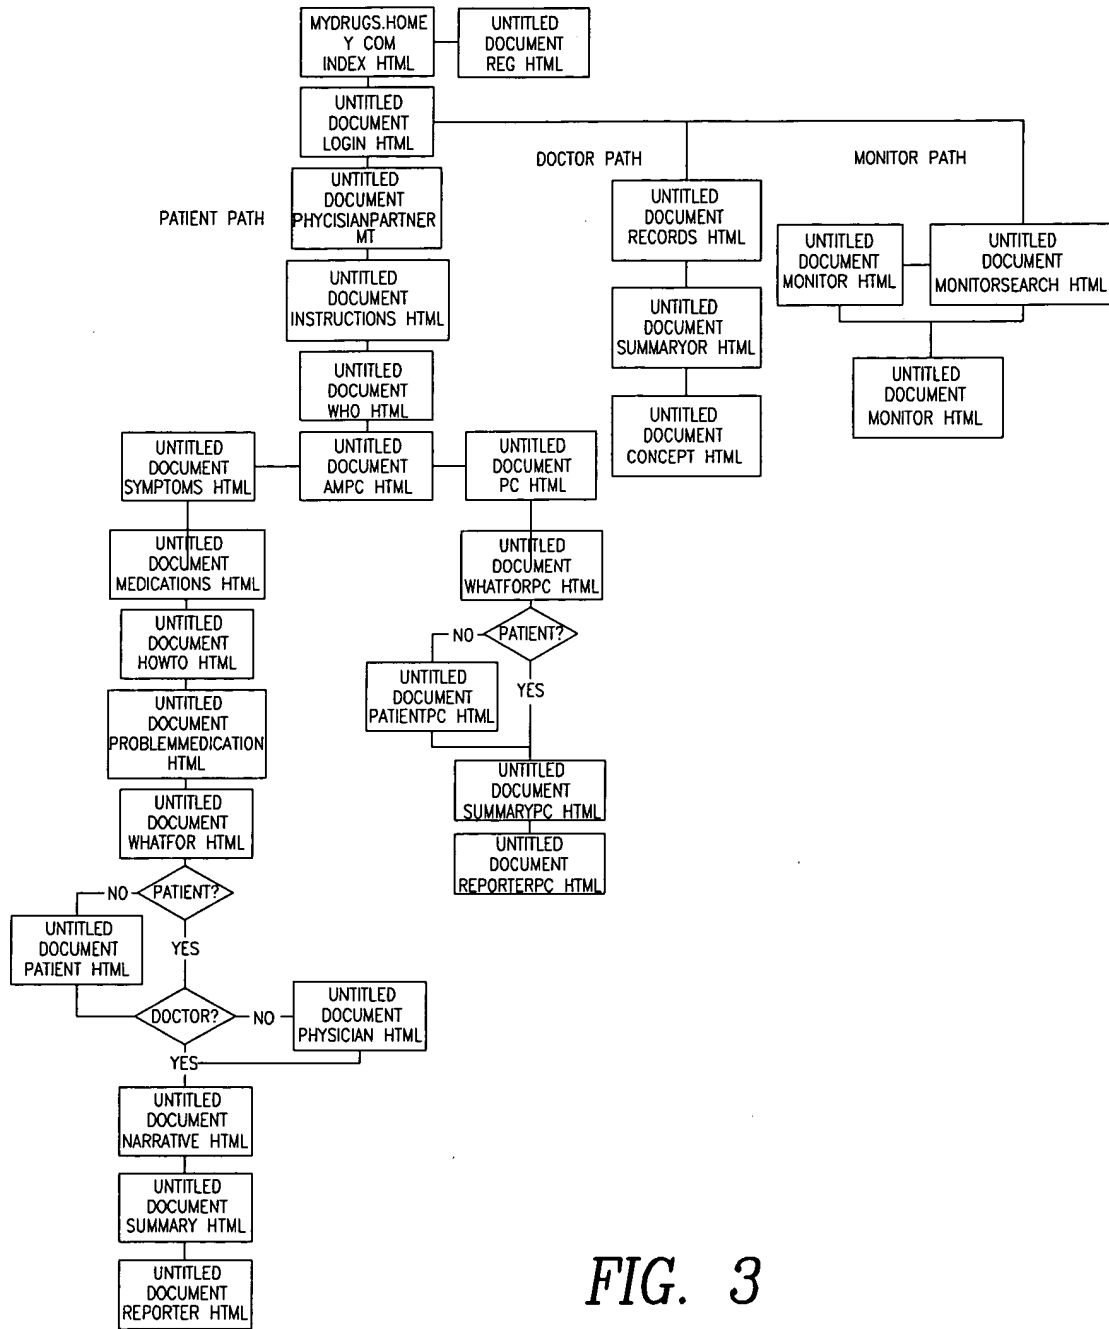 MYDRUGS.HOME
Y COM
INDEX HTML
UNTITLED
DOCUMENT
REG HTML
UNTITLED
DOCUMENT
LOGIN HTML
DOCTOR PATH
MONITOR PATH
PATIENT PATH
UNTITLED
DOCUMENT
PHYCISIANPARTNER
MT
UNTITLED
DOCUMENT
RECORDS HTML
UNTITLED
DOCUMENT
MONITOR HTML
UNTITLED
DOCUMENT
MONITORSEARCH HTML
UNTITLED
DOCUMENT
INSTRUCTIONS HTML
UNTITLED
DOCUMENT
SUMMARYOR HTML
UNTITLED
DOCUMENT
MONITOR HTML
UNTITLED
DOCUMENT
WHO HTML
UNTITLED
DOCUMENT
CONCEPT HTML
UNTITLED
DOCUMENT
SYMPTOMS HTML
UNTITLED
DOCUMENT
AMPC HTML
UNTITLED
DOCUMENT
PC HTML
UNTITLED
DOCUMENT
MEDICATIONS HTML
UNTITLED
DOCUMENT
WHATFORPC HTML
UNTITLED
DOCUMENT
HOWTO HTML
NO
PATIENT?
YES
UNTITLED
DOCUMENT
PATIENTPC HTML
UNTITLED
DOCUMENT
PROBLEMMEDICATION
HTML
UNTITLED
DOCUMENT
SUMMARYPC HTML
UNTITLED
DOCUMENT
WHATFOR HTML
UNTITLED
DOCUMENT
REPORTERPC HTML
NO
PATIENT?
YES
UNTITLED
DOCUMENT
PATIENT HTML
DOCTOR?
NO
UNTITLED
DOCUMENT
PHYSICIAN HTML
YES
UNTITLED
DOCUMENT
NARRATIVE HTML
UNTITLED
DOCUMENT
SUMMARY HTML
UNTITLED
DOCUMENT
REPORTER HTML
FIG. 3